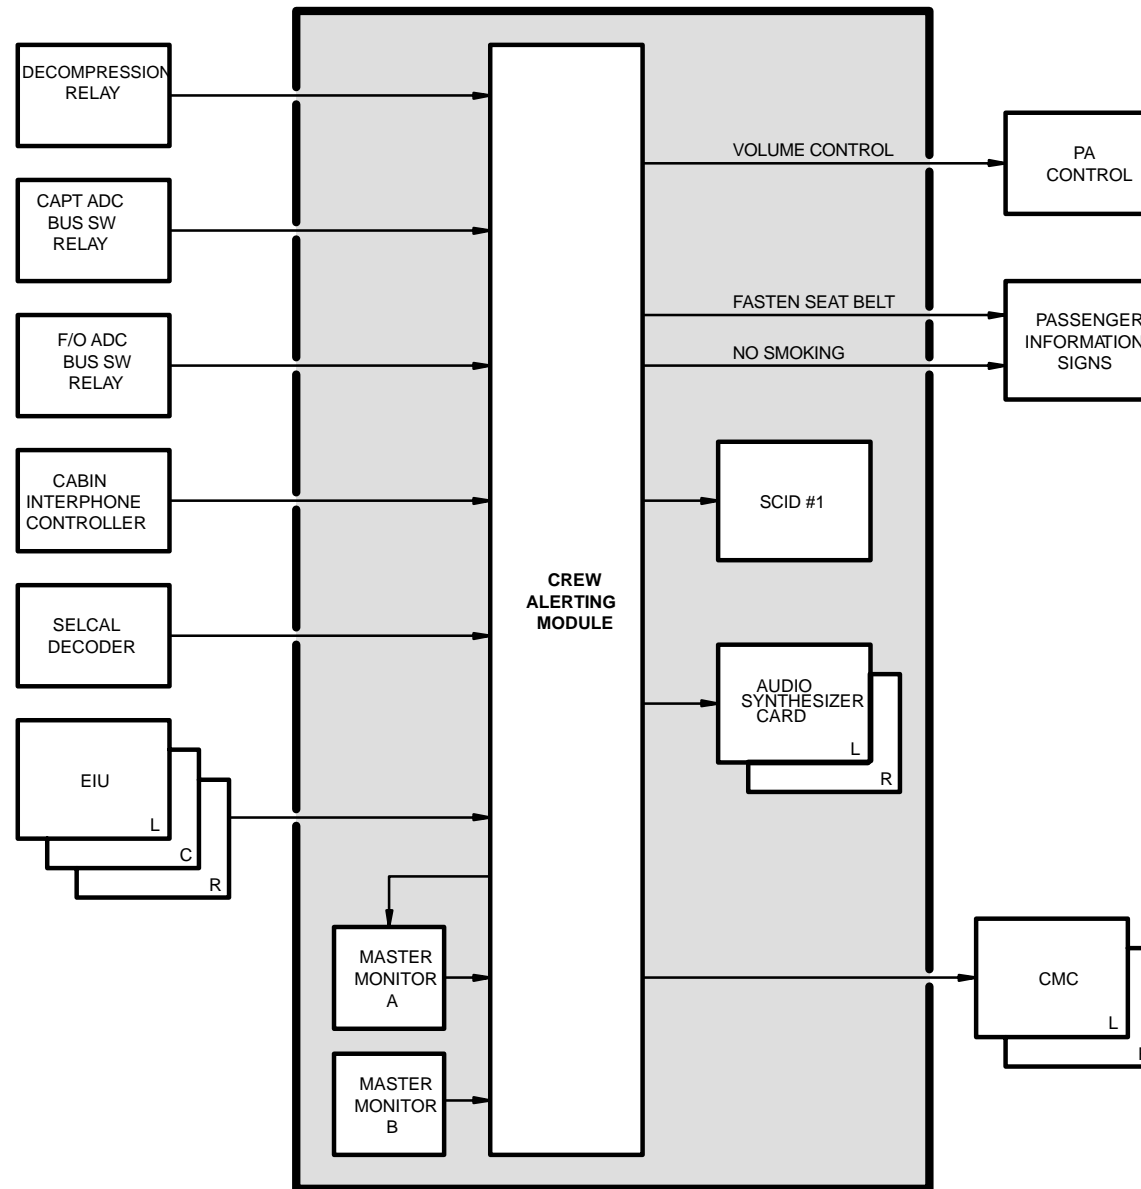 DECOMPRESSION
RELAY
CAPT ADC
BUS SW
RELAY
F/O ADC
BUS SW
RELAY
CABIN
INTERPHONE
CONTROLLER
SELCAL
DECODER
EIU
L
C
R
MASTER
MONITOR
A
MASTER
MONITOR
B
CREW
ALERTING
MODULE
VOLUME CONTROL
FASTEN SEAT BELT
NO SMOKING
SCID #1
AUDIO
SYNTHESIZER
CARD
L
R
PA
CONTROL
PASSENGER
INFORMATION
SIGNS
CMC
L